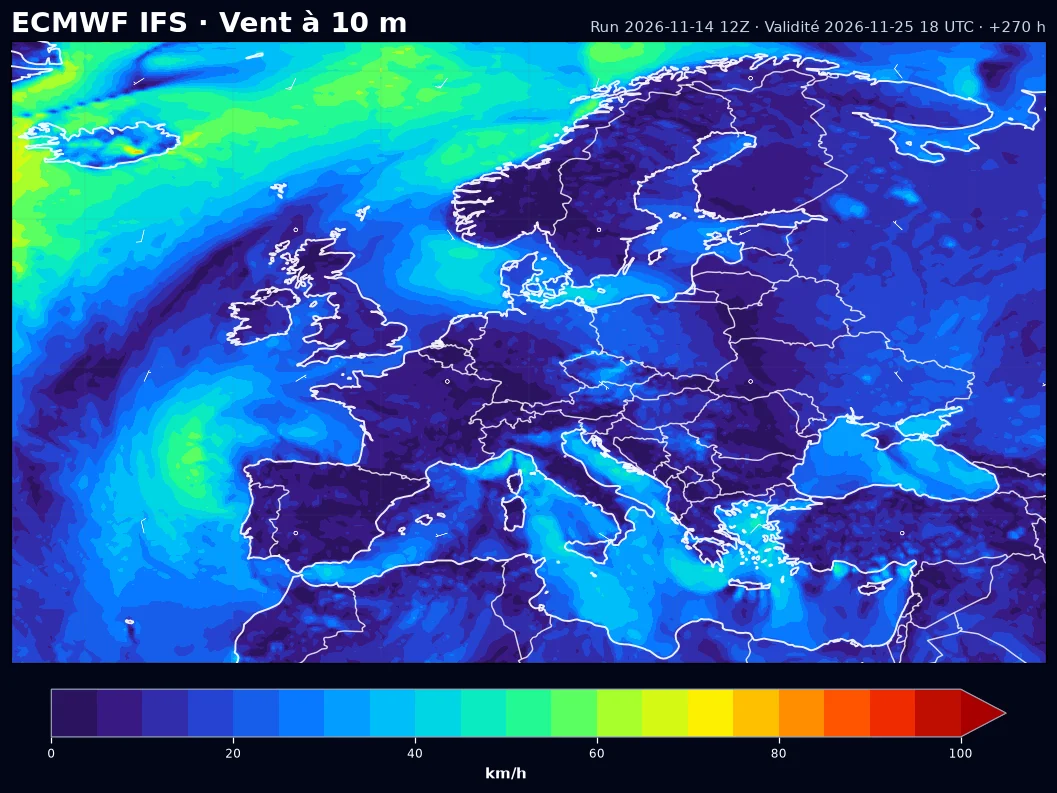 ECMWF IFS · Vent à 10 m
Run 2026-11-14 12Z · Validité 2026-11-25 18 UTC · +270 h
0 20 40 60 80 100
km/h